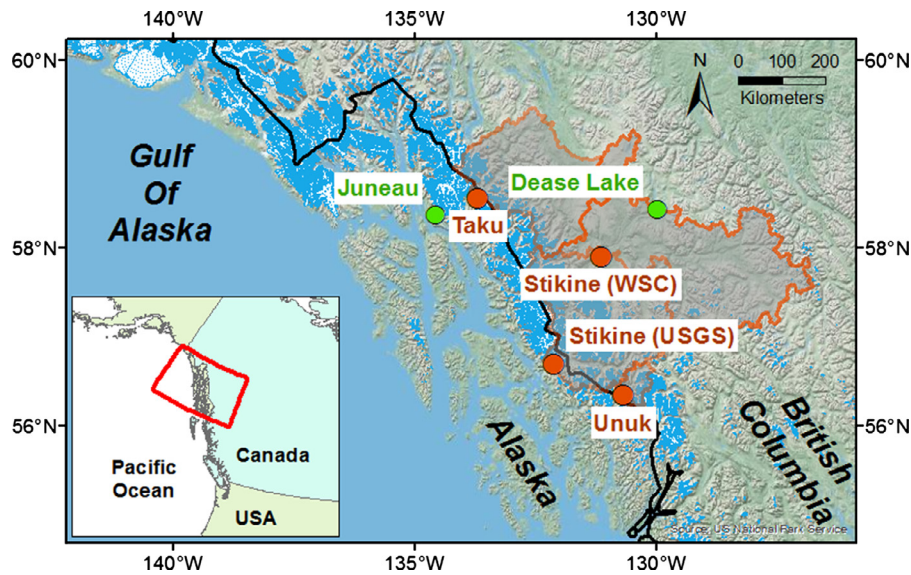 140°W 135°W 130°W
60°N 60°N
N
0 100 200
Kilometers
Gulf
Of
Alaska
Juneau
Dease Lake
Taku
58°N 58°N
Stikine (WSC)
Stikine (USGS)
Unuk
56°N 56°N
Alaska
British
Columbia
Pacific
Ocean
Canada
USA
Source: US National Park Service
140°W 135°W 130°W